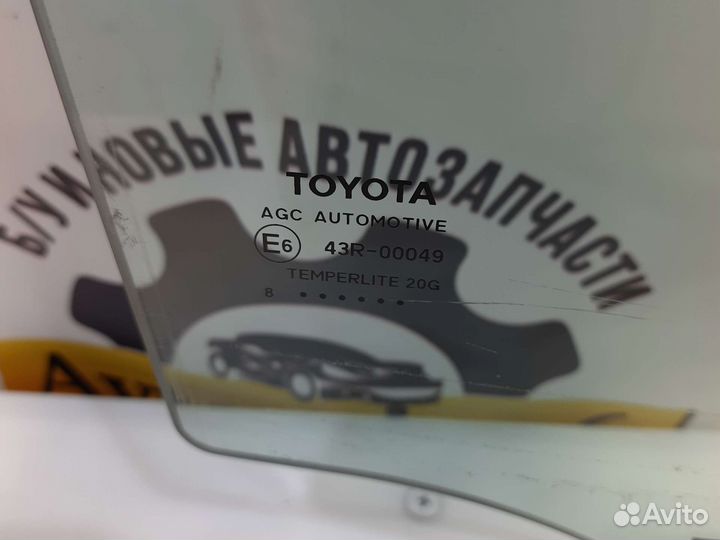 Б/У И НОВЫЕ АВТОЗАПЧАСТИ
TOYOTA
AGC AUTOMOTIVE
E6 43R-00049
TEMPERLITE 20G
8 ••••••
Avito